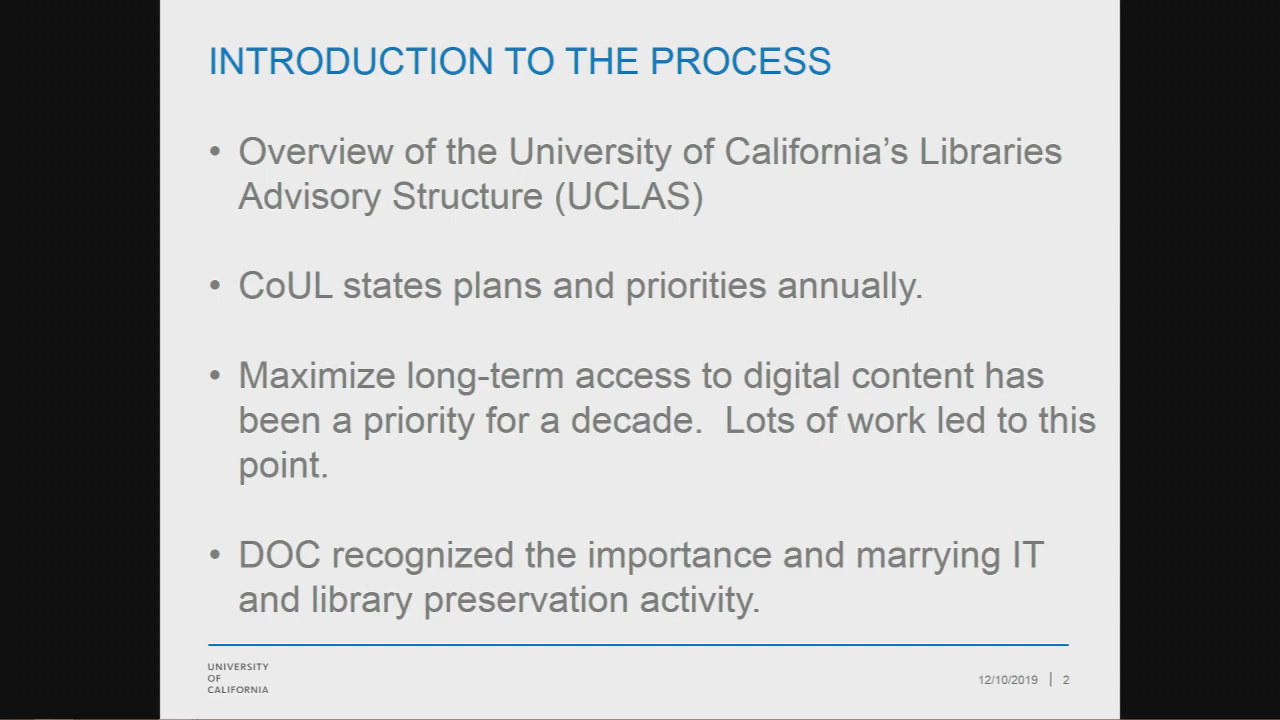 INTRODUCTION TO THE PROCESS
• Overview of the University of California's Libraries
Advisory Structure (UCLAS)
• CoUL states plans and priorities annually.
• Maximize long-term access to digital content has
been a priority for a decade.  Lots of work led to this
point.
• DOC recognized the importance and marrying IT
and library preservation activity.
UNIVERSITY
OF
CALIFORNIA
12/10/2019 | 2